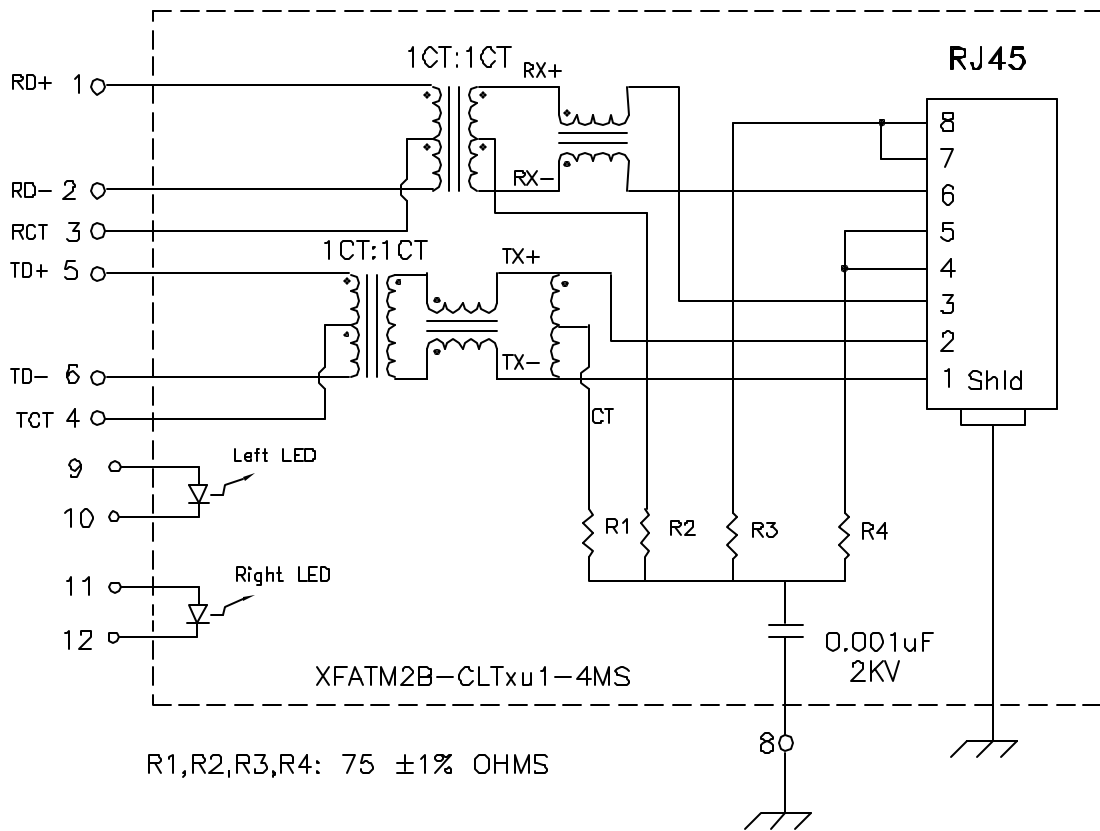 1CT:1CT
RJ45
RD+ 1
RX+
8
7
RX-
RD- 2
6
RCT 3
5
1CT:1CT
TX+
TD+ 5
4
3
2
TX-
TD- 6
1 Shld
TCT 4
CT
Left LED
9
10
R1
R2
R3
R4
Right LED
11
12
0.001uF
2KV
XFATM2B-CLTxu1-4MS
8
R1,R2,R3,R4: 75 ±1% OHMS